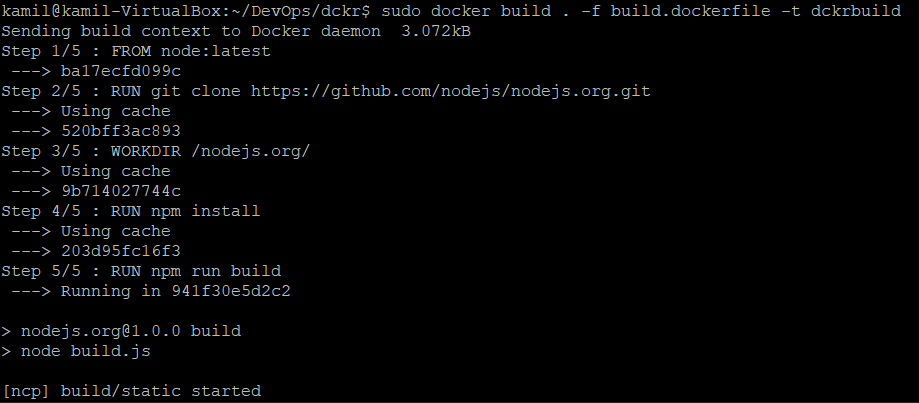 kamil@kamil-VirtualBox:~/DevOps/dckr$ sudo docker build . -f build.dockerfile -t dckrbuild
Sending build context to Docker daemon  3.072kB
Step 1/5 : FROM node:latest
 ---> ba17ecfd099c
Step 2/5 : RUN git clone https://github.com/nodejs/nodejs.org.git
 ---> Using cache
 ---> 520bff3ac893
Step 3/5 : WORKDIR /nodejs.org/
 ---> Using cache
 ---> 9b714027744c
Step 4/5 : RUN npm install
 ---> Using cache
 ---> 203d95fc16f3
Step 5/5 : RUN npm run build
 ---> Running in 941f30e5d2c2
> nodejs.org@1.0.0 build
> node build.js
[ncp] build/static started